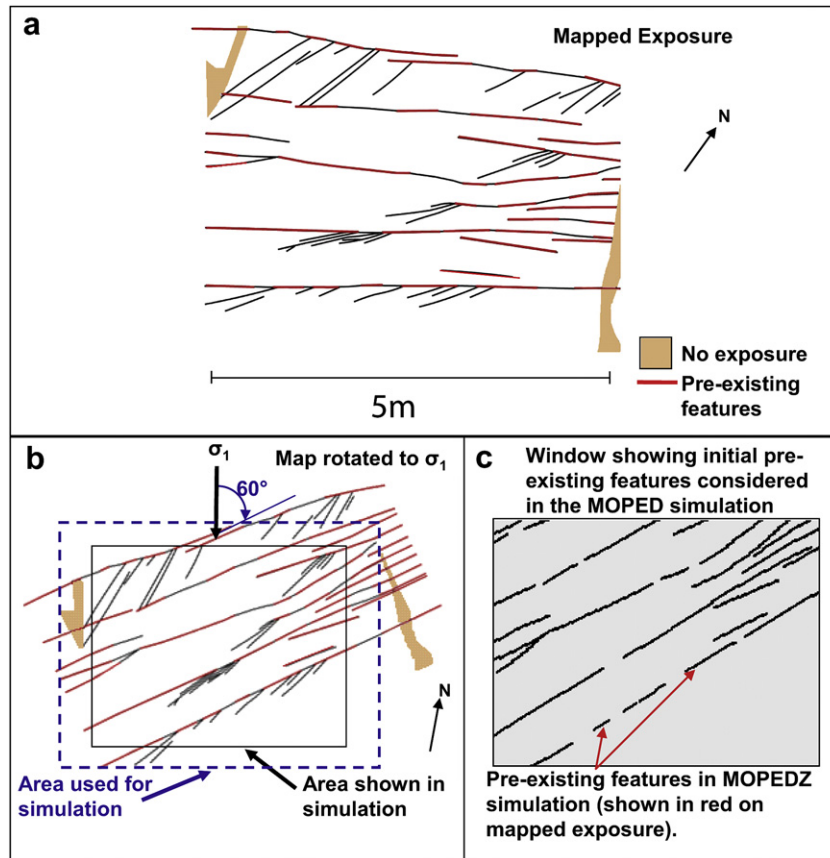 a
Mapped Exposure
N
No exposure
Pre-existing
features
5m
b
σ1
Map rotated to σ1
60°
N
Area used for
simulation
Area shown in
simulation
c
Window showing initial pre-
existing features considered
in the MOPED simulation
Pre-existing features in MOPEDZ
simulation (shown in red on
mapped exposure).